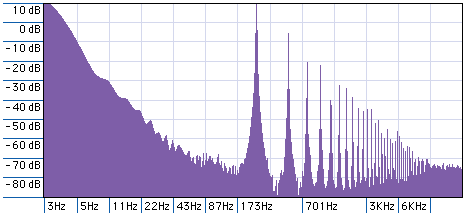 10 dB
0 dB
-10 dB
-20 dB
-30 dB
-40 dB
-50 dB
-60 dB
-70 dB
-80 dB
3Hz 5Hz 11Hz 22Hz 43Hz 87Hz 173Hz 701Hz 3KHz 6KHz